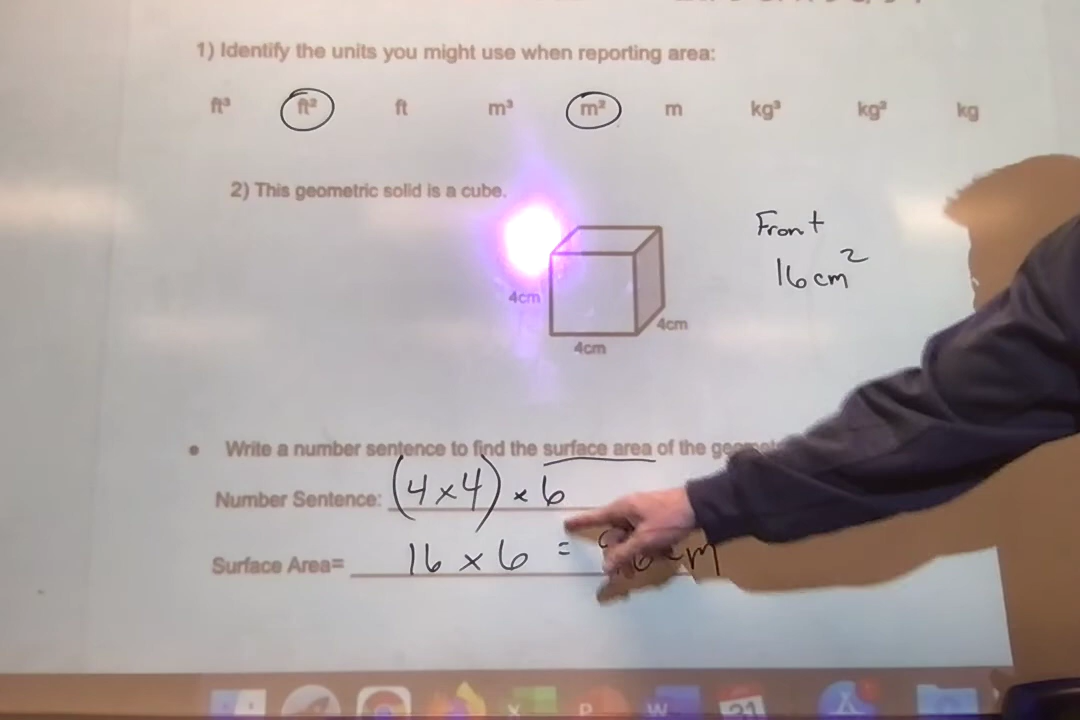 1) Identify the units you might use when reporting area:
ft³ ft² ft m³ m² m kg³ kg² kg
2) This geometric solid is a cube.
Front
16 cm²
4cm
4cm
4cm
Write a number sentence to find the surface area of the
Number Sentence: (4×4) × 6
Surface Area= 16 × 6 =
X P W 21